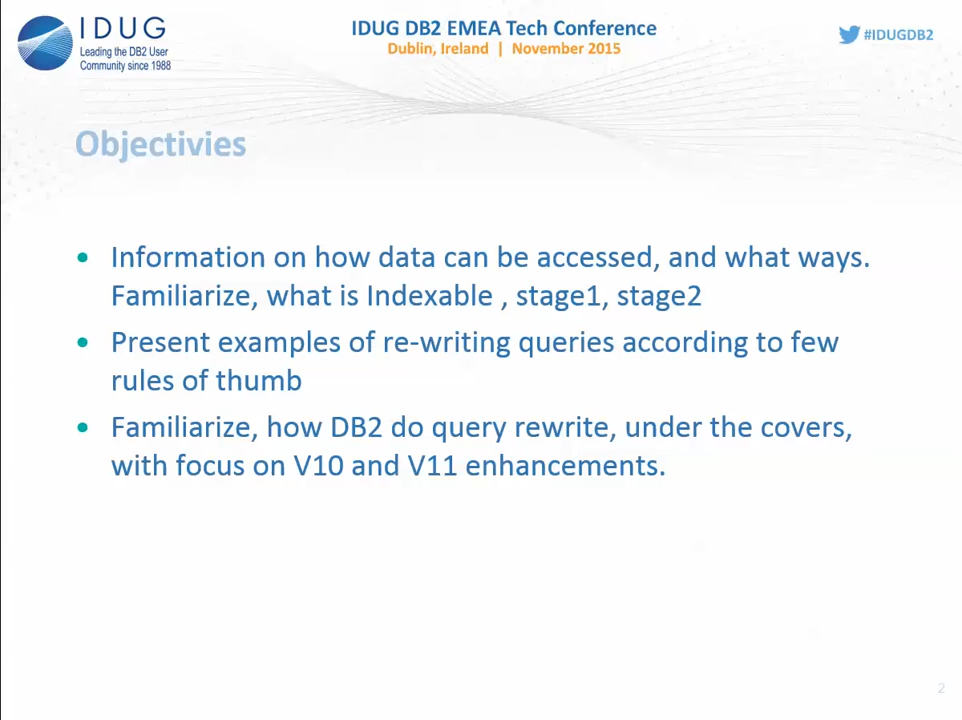 IDUG
Leading the DB2 User
Community since 1988
IDUG DB2 EMEA Tech Conference
Dublin, Ireland | November 2015
#IDUGDB2
Objectivies
• Information on how data can be accessed, and what ways.
Familiarize, what is Indexable , stage1, stage2
• Present examples of re-writing queries according to few
rules of thumb
• Familiarize, how DB2 do query rewrite, under the covers,
with focus on V10 and V11 enhancements.
2